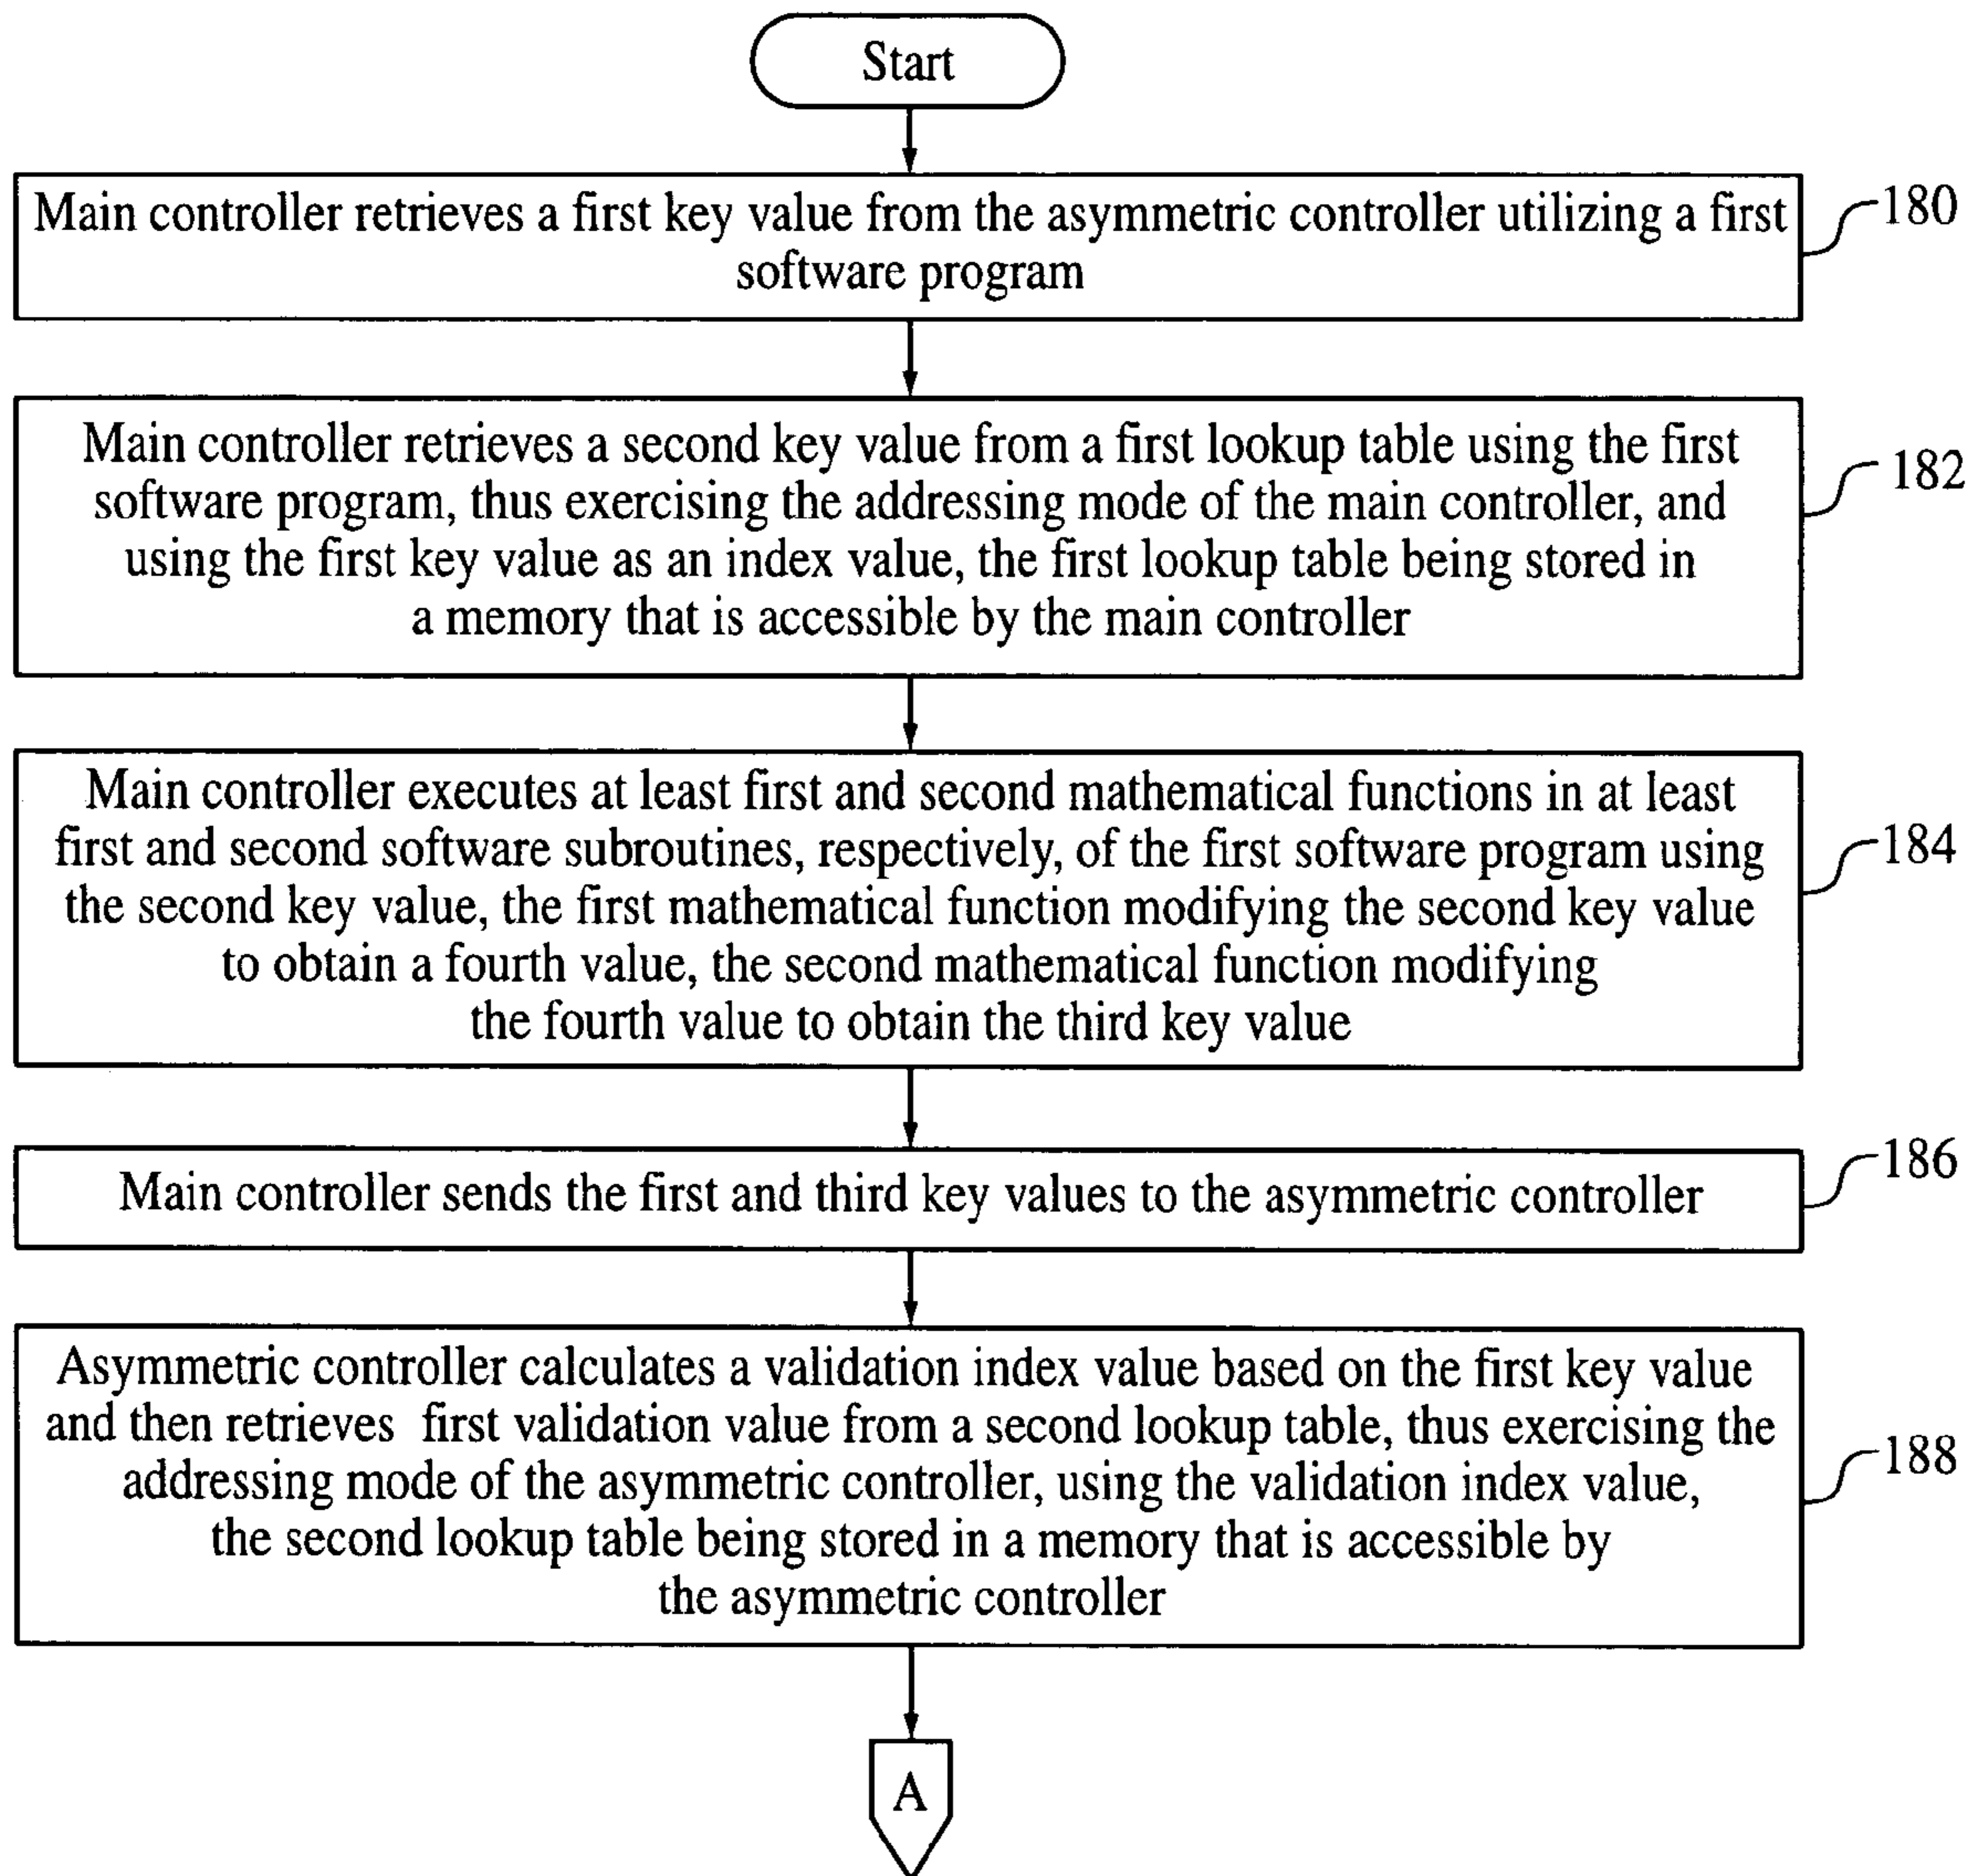 Start
Main controller retrieves a first key value from the asymmetric controller utilizing a first
software program
180
Main controller retrieves a second key value from a first lookup table using the first
software program, thus exercising the addressing mode of the main controller, and
using the first key value as an index value, the first lookup table being stored in
a memory that is accessible by the main controller
182
Main controller executes at least first and second mathematical functions in at least
first and second software subroutines, respectively, of the first software program using
the second key value, the first mathematical function modifying the second key value
to obtain a fourth value, the second mathematical function modifying
the fourth value to obtain the third key value
184
Main controller sends the first and third key values to the asymmetric controller
186
Asymmetric controller calculates a validation index value based on the first key value
and then retrieves first validation value from a second lookup table, thus exercising the
addressing mode of the asymmetric controller, using the validation index value,
the second lookup table being stored in a memory that is accessible by
the asymmetric controller
188
A